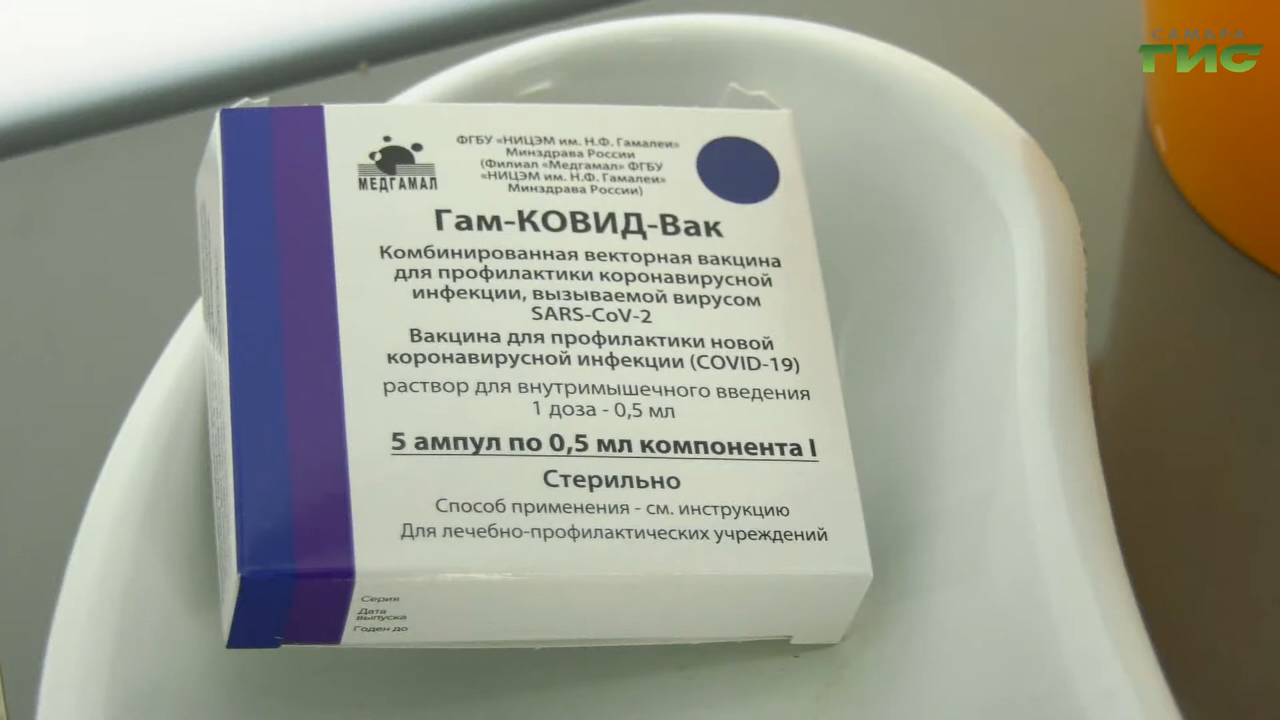 САМАРА
ГИС
МЕДГАМАЛ
ФГБУ «НИЦЭМ им. Н.Ф. Гамалеи»
Минздрава России
(Филиал «Медгамал» ФГБУ
«НИЦЭМ им. Н.Ф. Гамалеи»
Минздрава России)
Гам-КОВИД-Вак
Комбинированная векторная вакцина
для профилактики коронавирусной
инфекции, вызываемой вирусом
SARS-CoV-2
Вакцина для профилактики новой
коронавирусной инфекции (COVID-19)
раствор для внутримышечного введения
1 доза - 0,5 мл
5 ампул по 0,5 мл компонента I
Стерильно
Способ применения - см. инструкцию
Для лечебно-профилактических учреждений
Серия
Дата
выпуска
Годен до